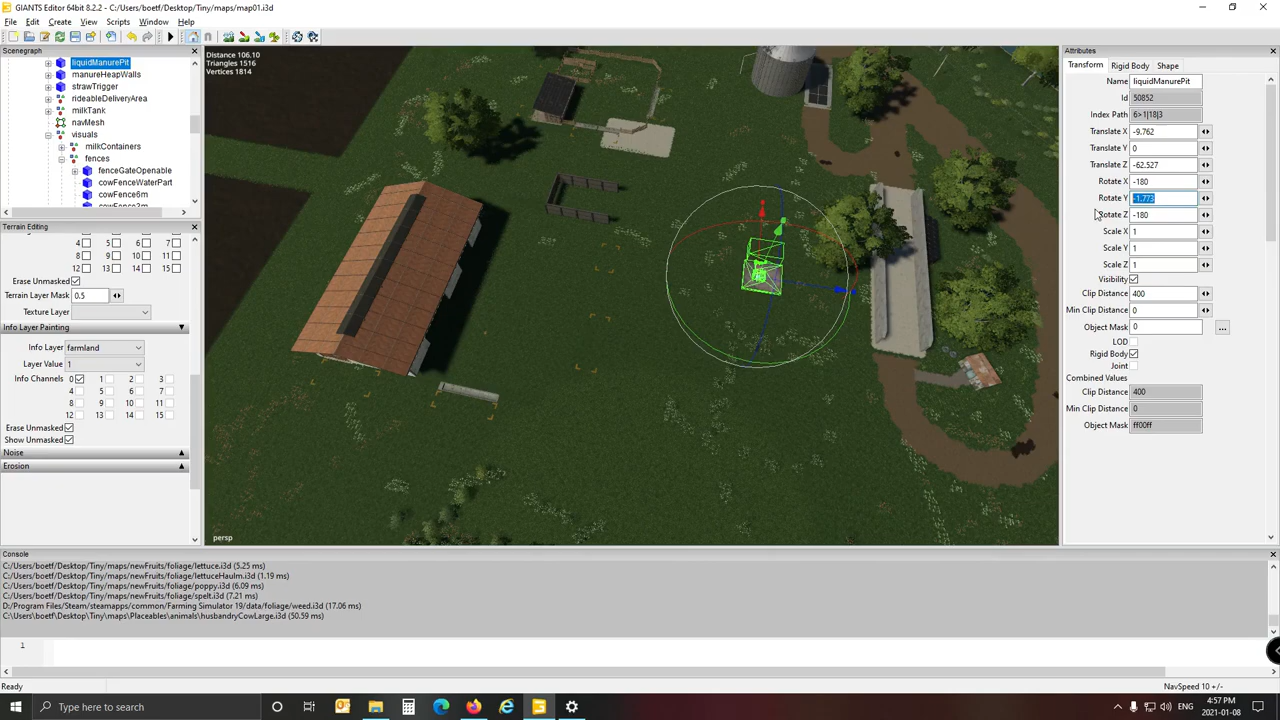 GIANTS Editor 64bit 8.2.2 - C:/Users/boetf/Desktop/Tiny/maps/map01.i3d
File Edit Create View Scripts Window Help
Scenegraph
liquidManurePit
manureHeapWalls
strawTrigger
rideableDeliveryArea
milkTank
navMesh
visuals
milkContainers
fences
fenceGateOpenable
cowFenceWaterPart
cowFence6m
Terrain Editing
4 5 6 7
8 9 10 11
12 13 14 15
Erase Unmasked
Terrain Layer Mask 0.5
Texture Layer
Info Layer Painting
Info Layer farmland
Layer Value 1
Info Channels 0 1 2 3
4 5 6 7
8 9 10 11
12 13 14 15
Erase Unmasked
Show Unmasked
Noise
Erosion
Distance 106.10
Triangles 1516
Vertices 1814
persp
Attributes
Transform Rigid Body Shape
Name liquidManurePit
Id 50852
Index Path 6>1|18|3
Translate X -9.762
Translate Y 0
Translate Z -62.527
Rotate X -180
Rotate Y -1.773
Rotate Z -180
Scale X 1
Scale Y 1
Scale Z 1
Visibility
Clip Distance 400
Min Clip Distance 0
Object Mask 0 ...
LOD
Rigid Body
Joint
Combined Values
Clip Distance 400
Min Clip Distance 0
Object Mask ff00ff
Console
C:/Users/boetf/Desktop/Tiny/maps/newFruits/foliage/lettuce.i3d (5.25 ms)
C:/Users/boetf/Desktop/Tiny/maps/newFruits/foliage/lettuceHaulm.i3d (1.19 ms)
C:/Users/boetf/Desktop/Tiny/maps/newFruits/foliage/poppy.i3d (6.09 ms)
C:/Users/boetf/Desktop/Tiny/maps/newFruits/foliage/spelt.i3d (7.21 ms)
D:/Program Files/Steam/steamapps/common/Farming Simulator 19/data/foliage/weed.i3d (17.06 ms)
C:\Users\boetf\Desktop\Tiny\maps\Placeables\animals\husbandryCowLarge.i3d (50.59 ms)
1
Ready
NavSpeed 10 +/-
Type here to search
ENG
4:57 PM
2021-01-08